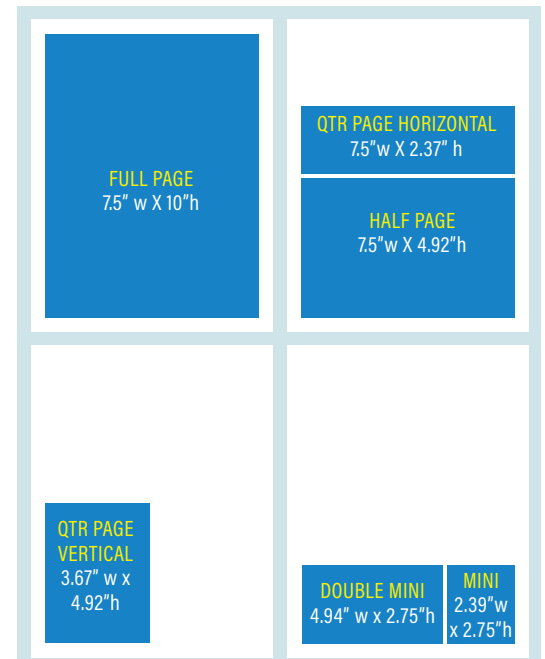 FULL PAGE
7.5" w X 10"h
QTR PAGE HORIZONTAL
7.5"w X 2.37" h
HALF PAGE
7.5"w X 4.92"h
QTR PAGE
VERTICAL
3.67" w x
4.92"h
DOUBLE MINI
4.94" w x 2.75"h
MINI
2.39"w
x 2.75"h